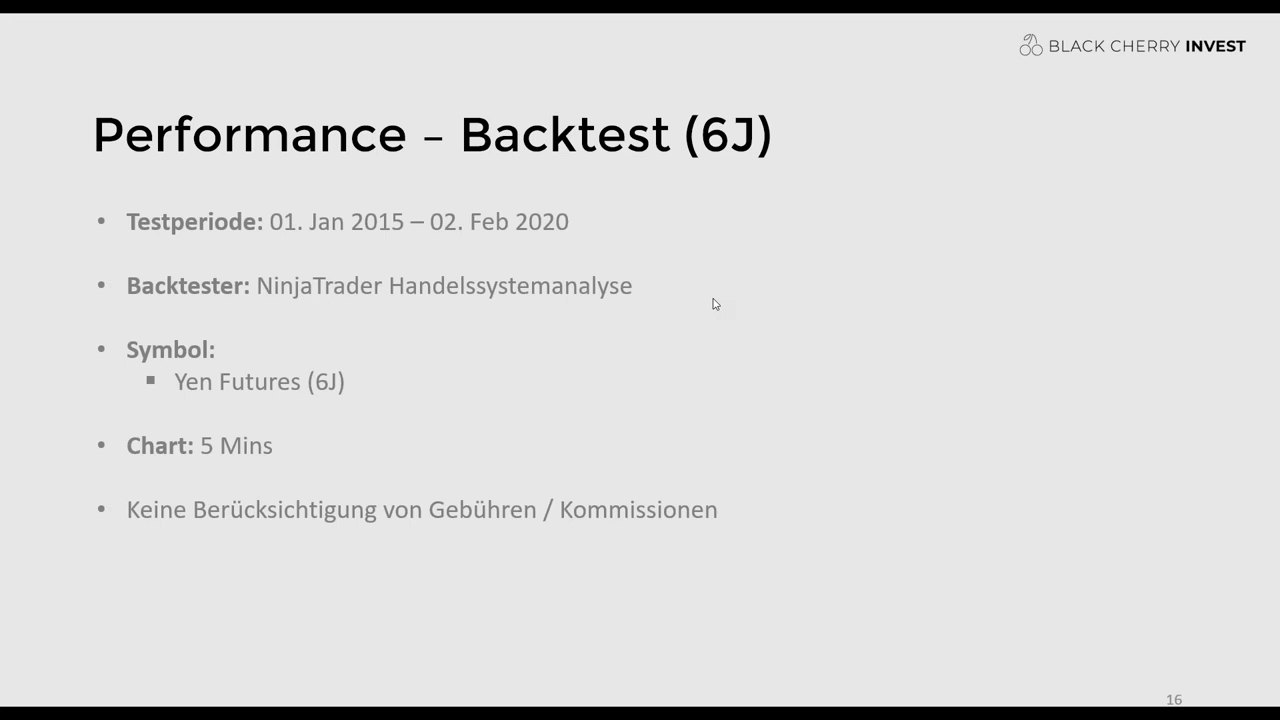 BLACK CHERRY INVEST
Performance – Backtest (6J)
• Testperiode: 01. Jan 2015 – 02. Feb 2020
• Backtester: NinjaTrader Handelssystemanalyse
• Symbol:
▪ Yen Futures (6J)
• Chart: 5 Mins
• Keine Berücksichtigung von Gebühren / Kommissionen
16